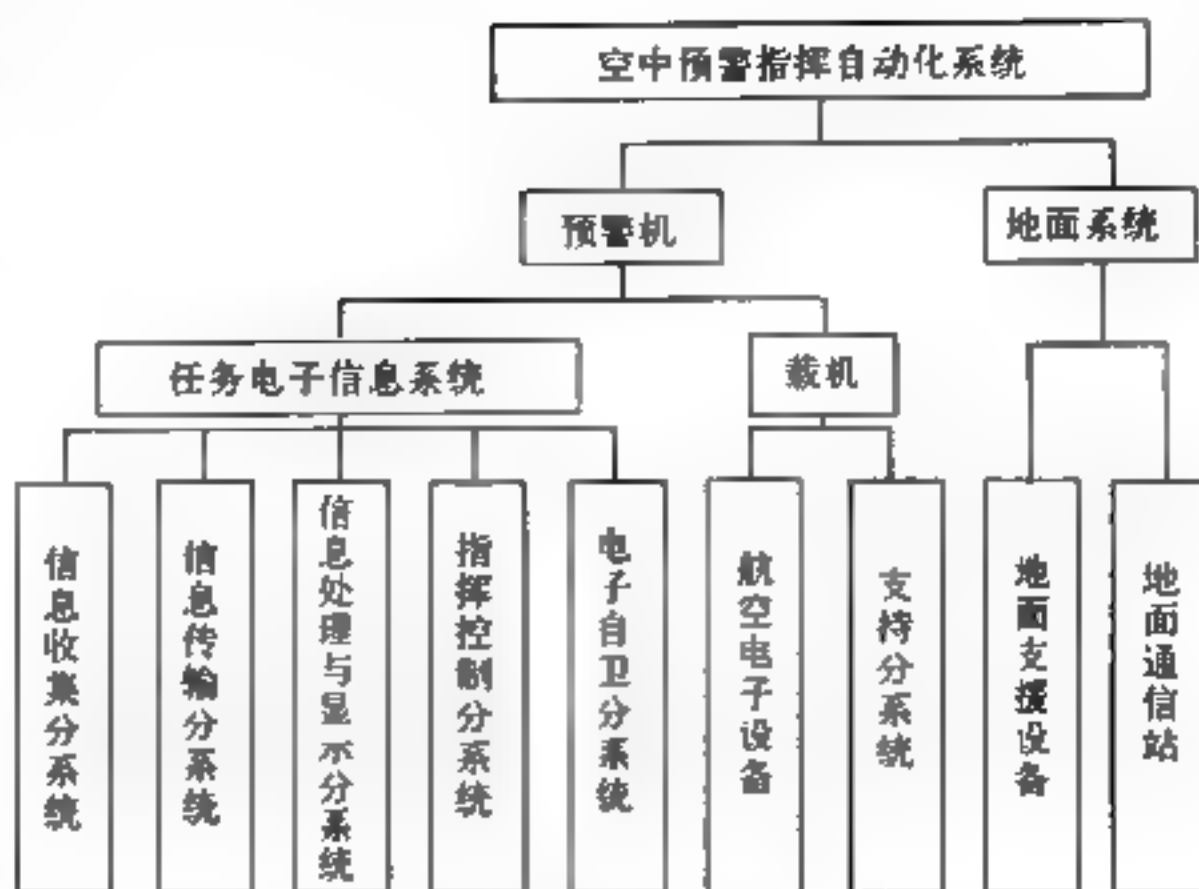 空中预警指挥自动化系统
预警机
地面系统
任务电子信息系统
载机
信息收集分系统
信息传输分系统
信息处理与显示分系统
指挥控制分系统
电子自卫分系统
航空电子设备
支持分系统
地面支援设备
地面通信站